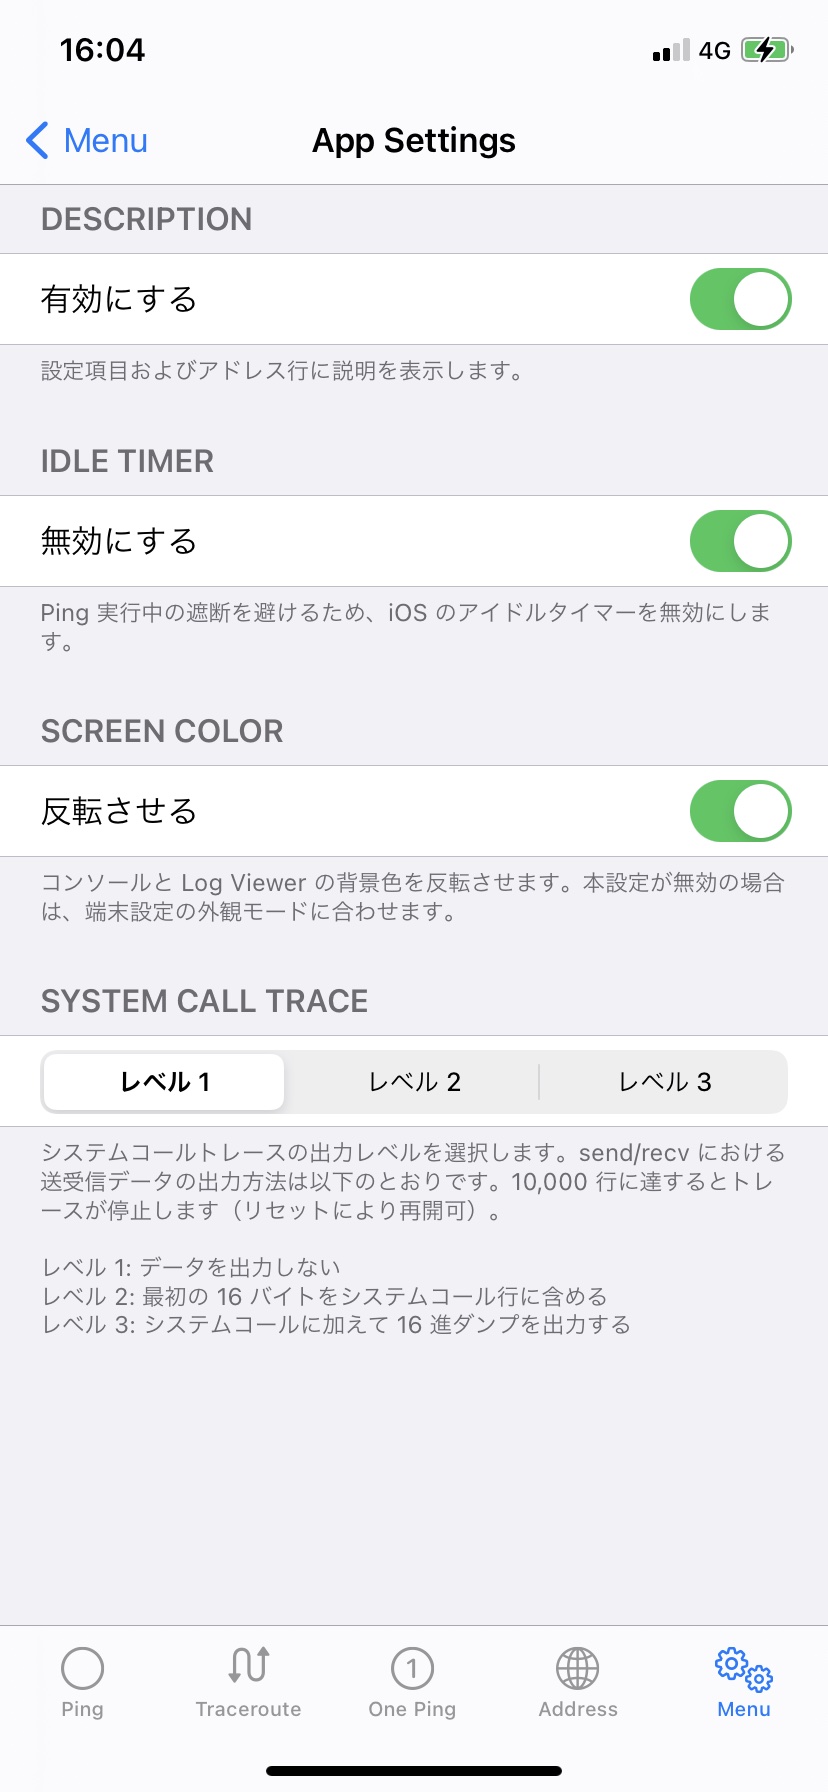 16:04
4G
Menu
App Settings
DESCRIPTION
有効にする
設定項目およびアドレス行に説明を表示します。
IDLE TIMER
無効にする
Ping 実行中の遮断を避けるため、iOS のアイドルタイマーを無効にしま
す。
SCREEN COLOR
反転させる
コンソールと Log Viewer の背景色を反転させます。本設定が無効の場合
は、端末設定の外観モードに合わせます。
SYSTEM CALL TRACE
レベル 1
レベル 2
レベル 3
システムコールトレースの出力レベルを選択します。send/recv における
送受信データの出力方法は以下のとおりです。10,000 行に達するとトレ
ースが停止します（リセットにより再開可）。
レベル 1: データを出力しない
レベル 2: 最初の 16 バイトをシステムコール行に含める
レベル 3: システムコールに加えて 16 進ダンプを出力する
1
Ping
Traceroute
One Ping
Address
Menu